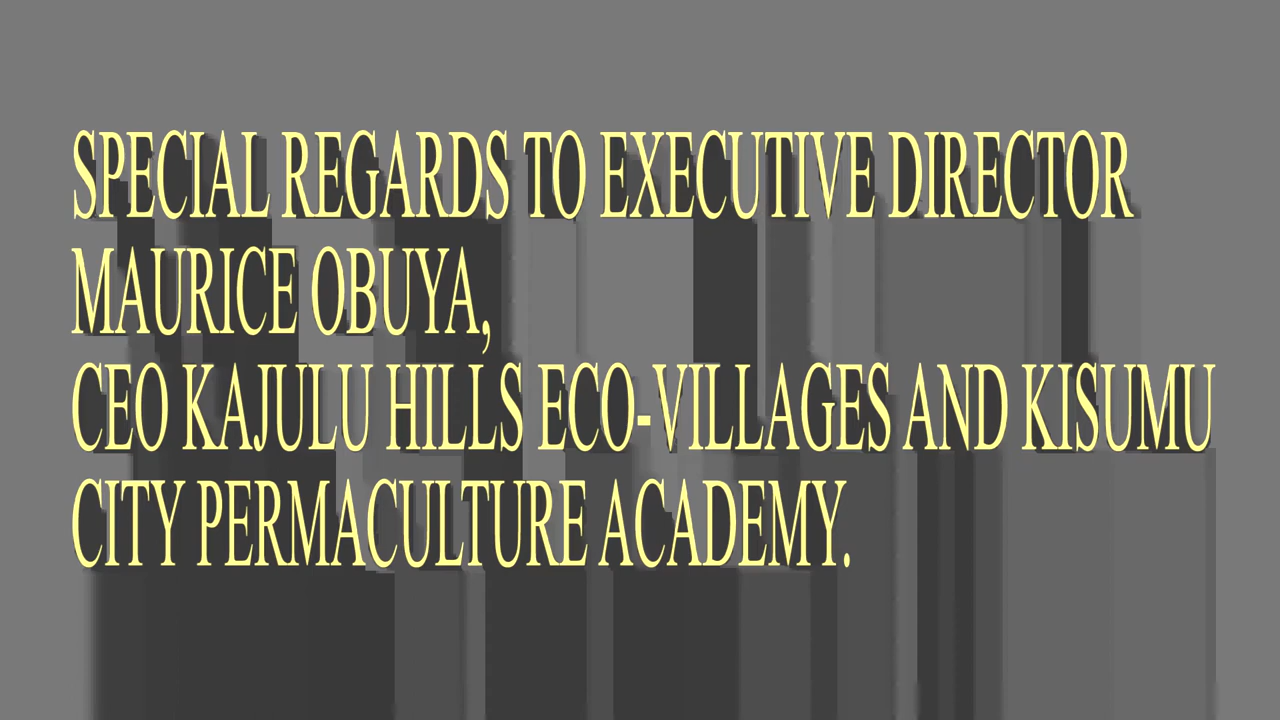 SPECIAL REGARDS TO EXECUTIVE DIRECTOR
MAURICE OBUYA,
CEO KAJULU HILLS ECO-VILLAGES AND KISUMU
CITY PERMACULTURE ACADEMY.